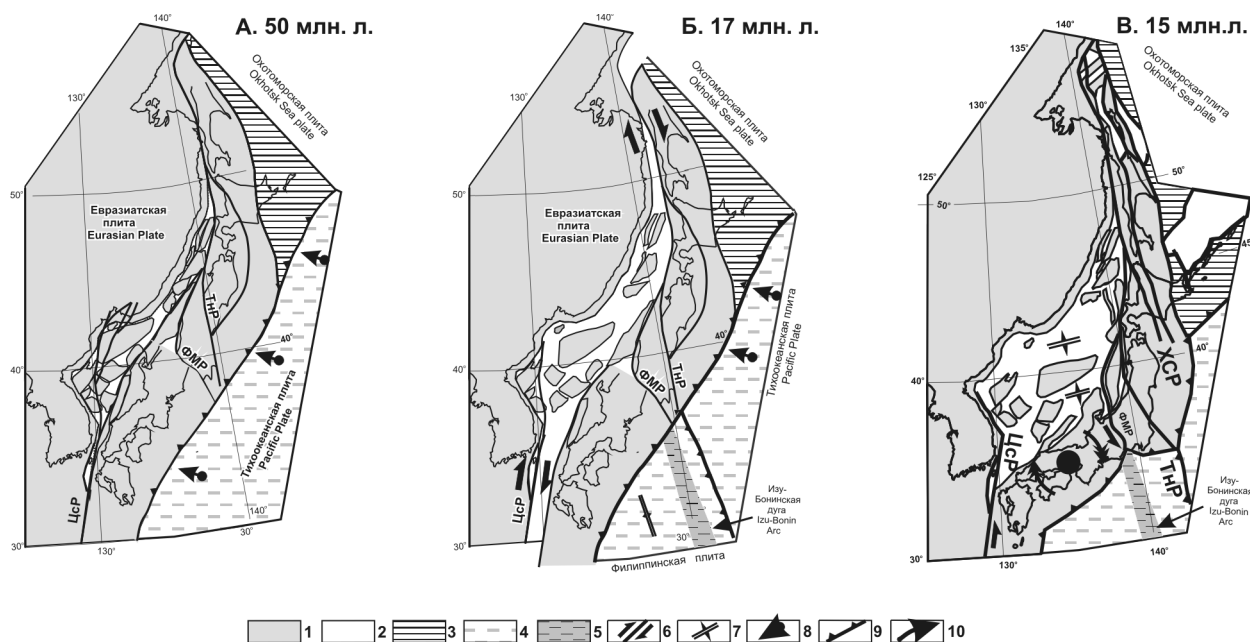 А. 50 млн. л.
140°
130°
50°
40°
30°
130°
140°
30°
40°
Охотоморская плита
Okhotsk Sea plate
Евразиатская
плита
Eurasian Plate
Тихоокеанская плита
Pacific Plate
ТнР
ФМР
ЦсР
Б. 17 млн. л.
140°
130°
50°
40°
30°
40°
30°
Охотоморская плита
Okhotsk Sea plate
Евразиатская
плита
Eurasian Plate
Тихоокеанская плита
Pacific Plate
ТнР
ФМР
ЦсР
Изу-
Бонинская
дуга
Izu-Bonin
Arc
Филиппинская плита
В. 15 млн.л.
140°
135°
130°
125°
50°
50°
45°
40°
40°
30°
130°
140°
Охотоморская плита
Okhotsk Sea plate
ХСР
ФМР
ЦсР
ТнР
Изу-
Бонинская
дуга
Izu-Bonin
Arc
1 2 3 4 5 6 7 8 9 10